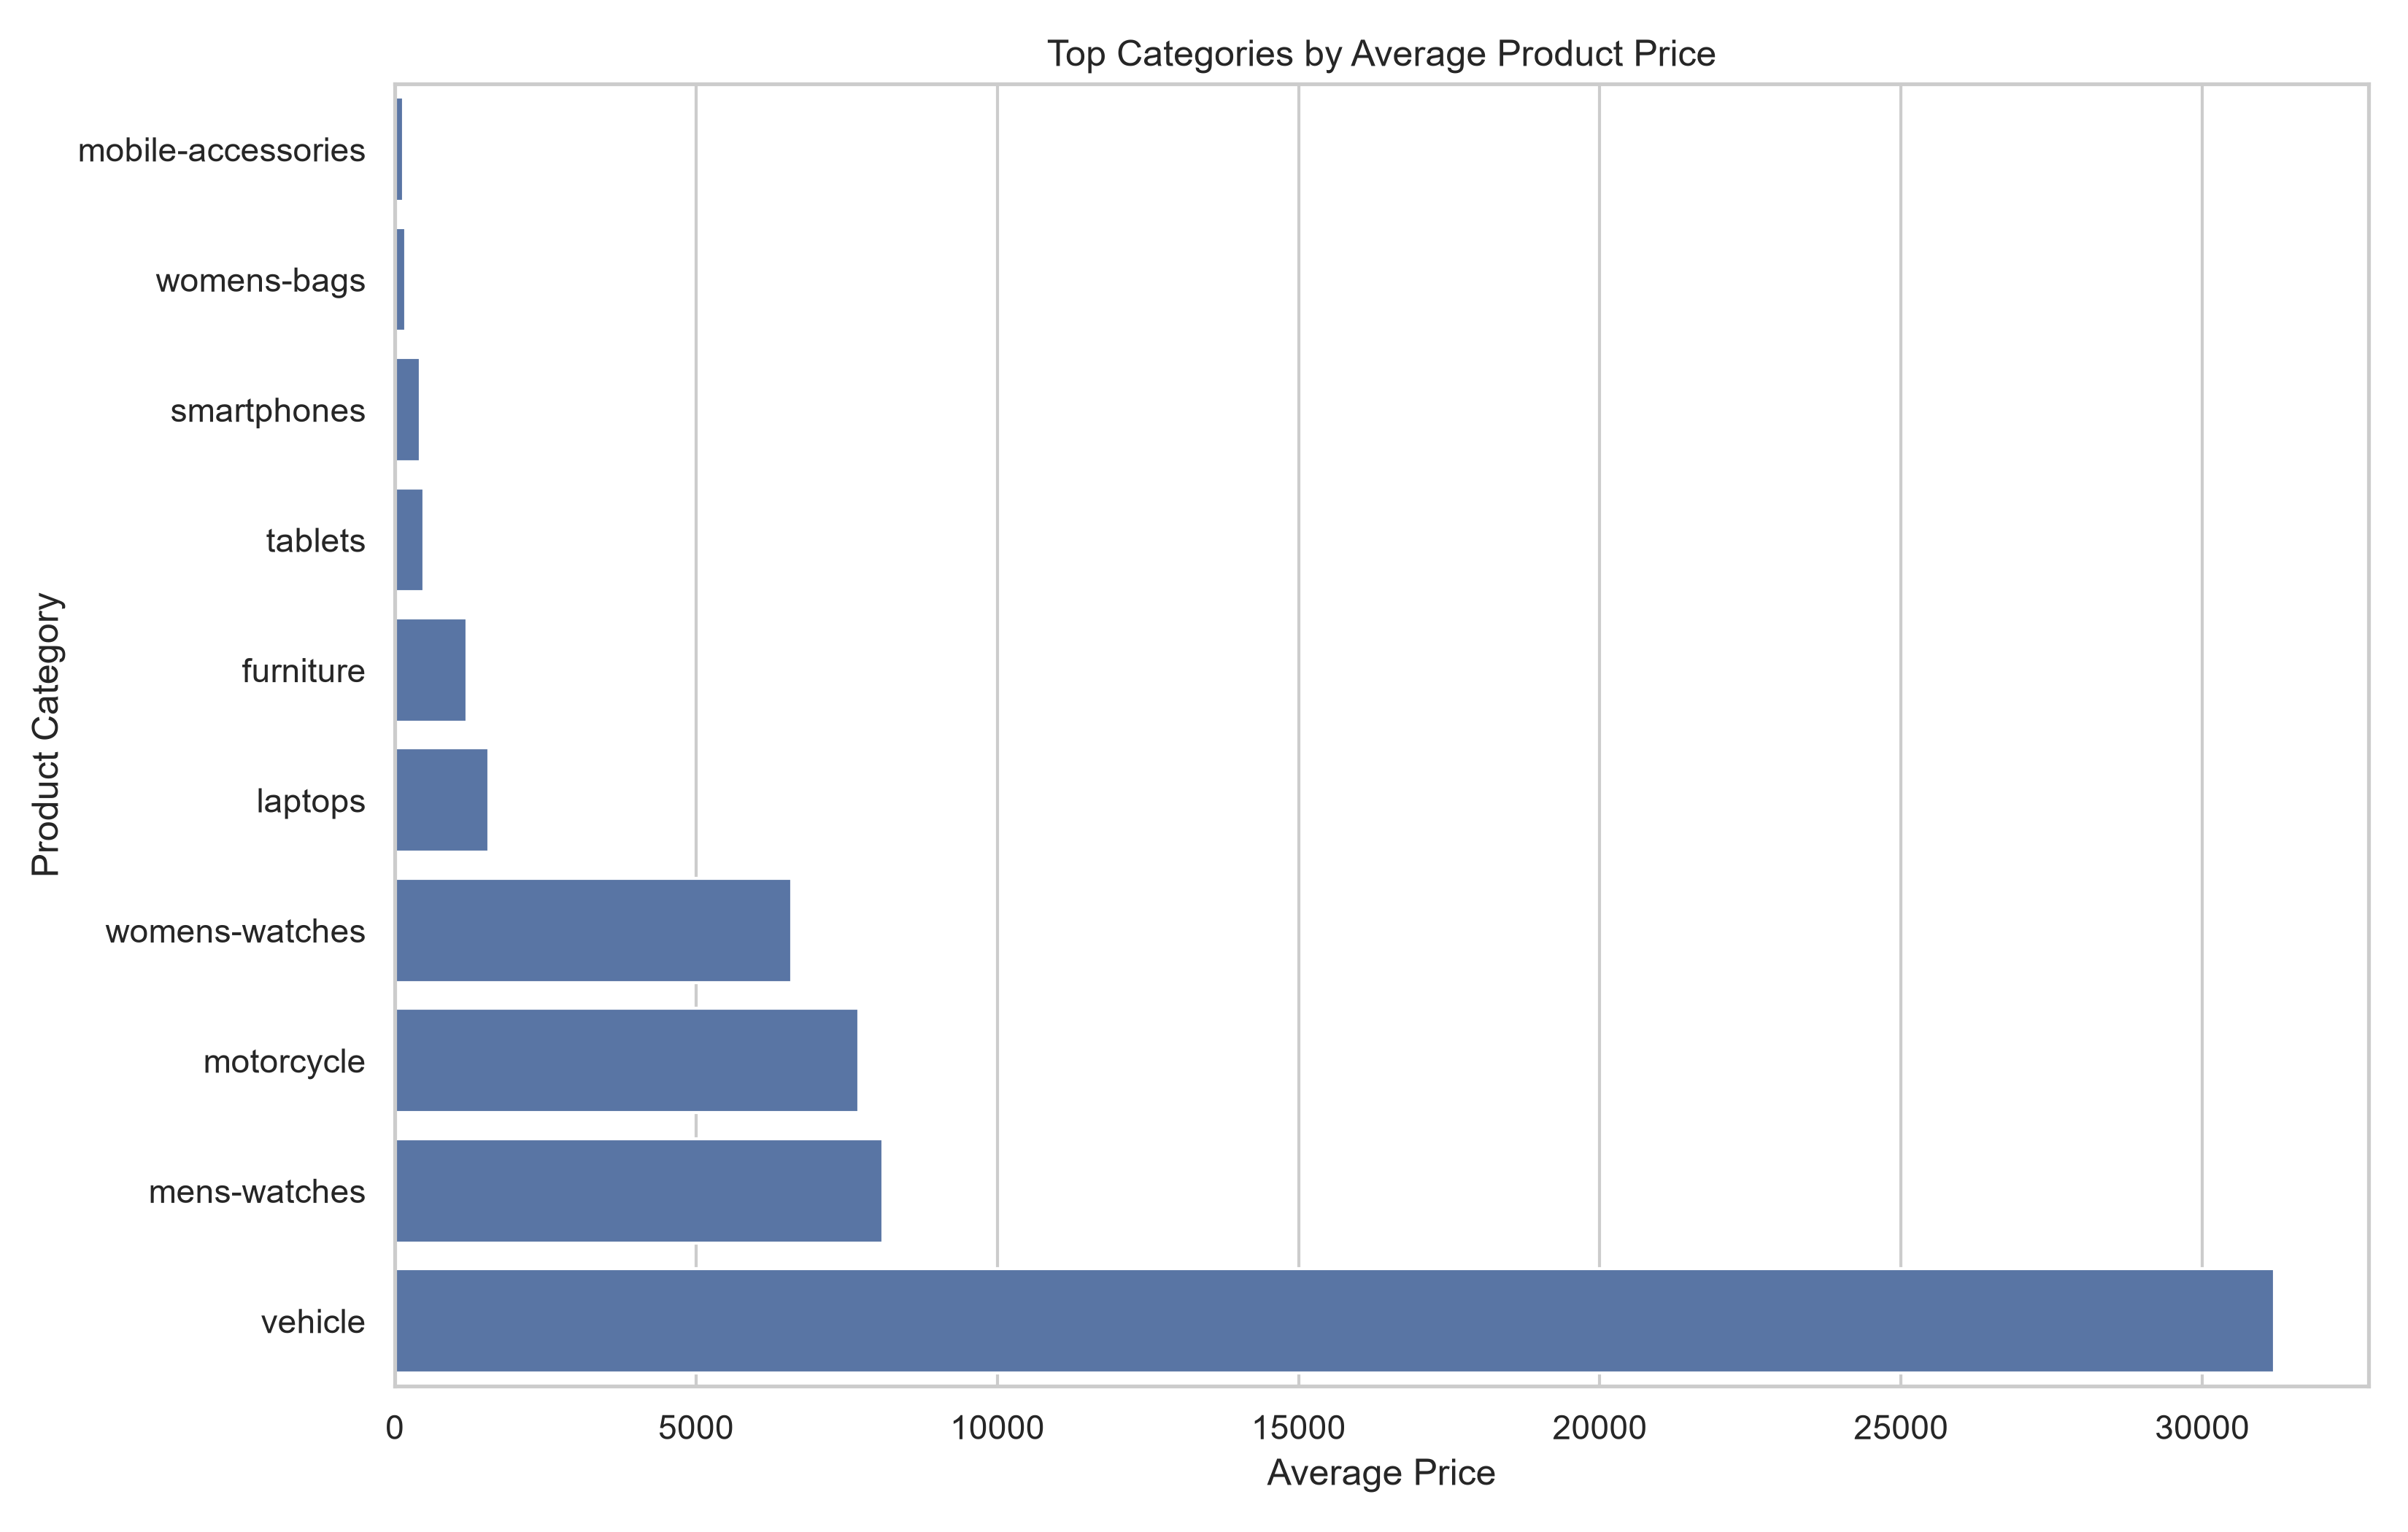 Top Categories by Average Product Price
Product Category
mobile-accessories
womens-bags
smartphones
tablets
furniture
laptops
womens-watches
motorcycle
mens-watches
vehicle
0 5000 10000 15000 20000 25000 30000
Average Price